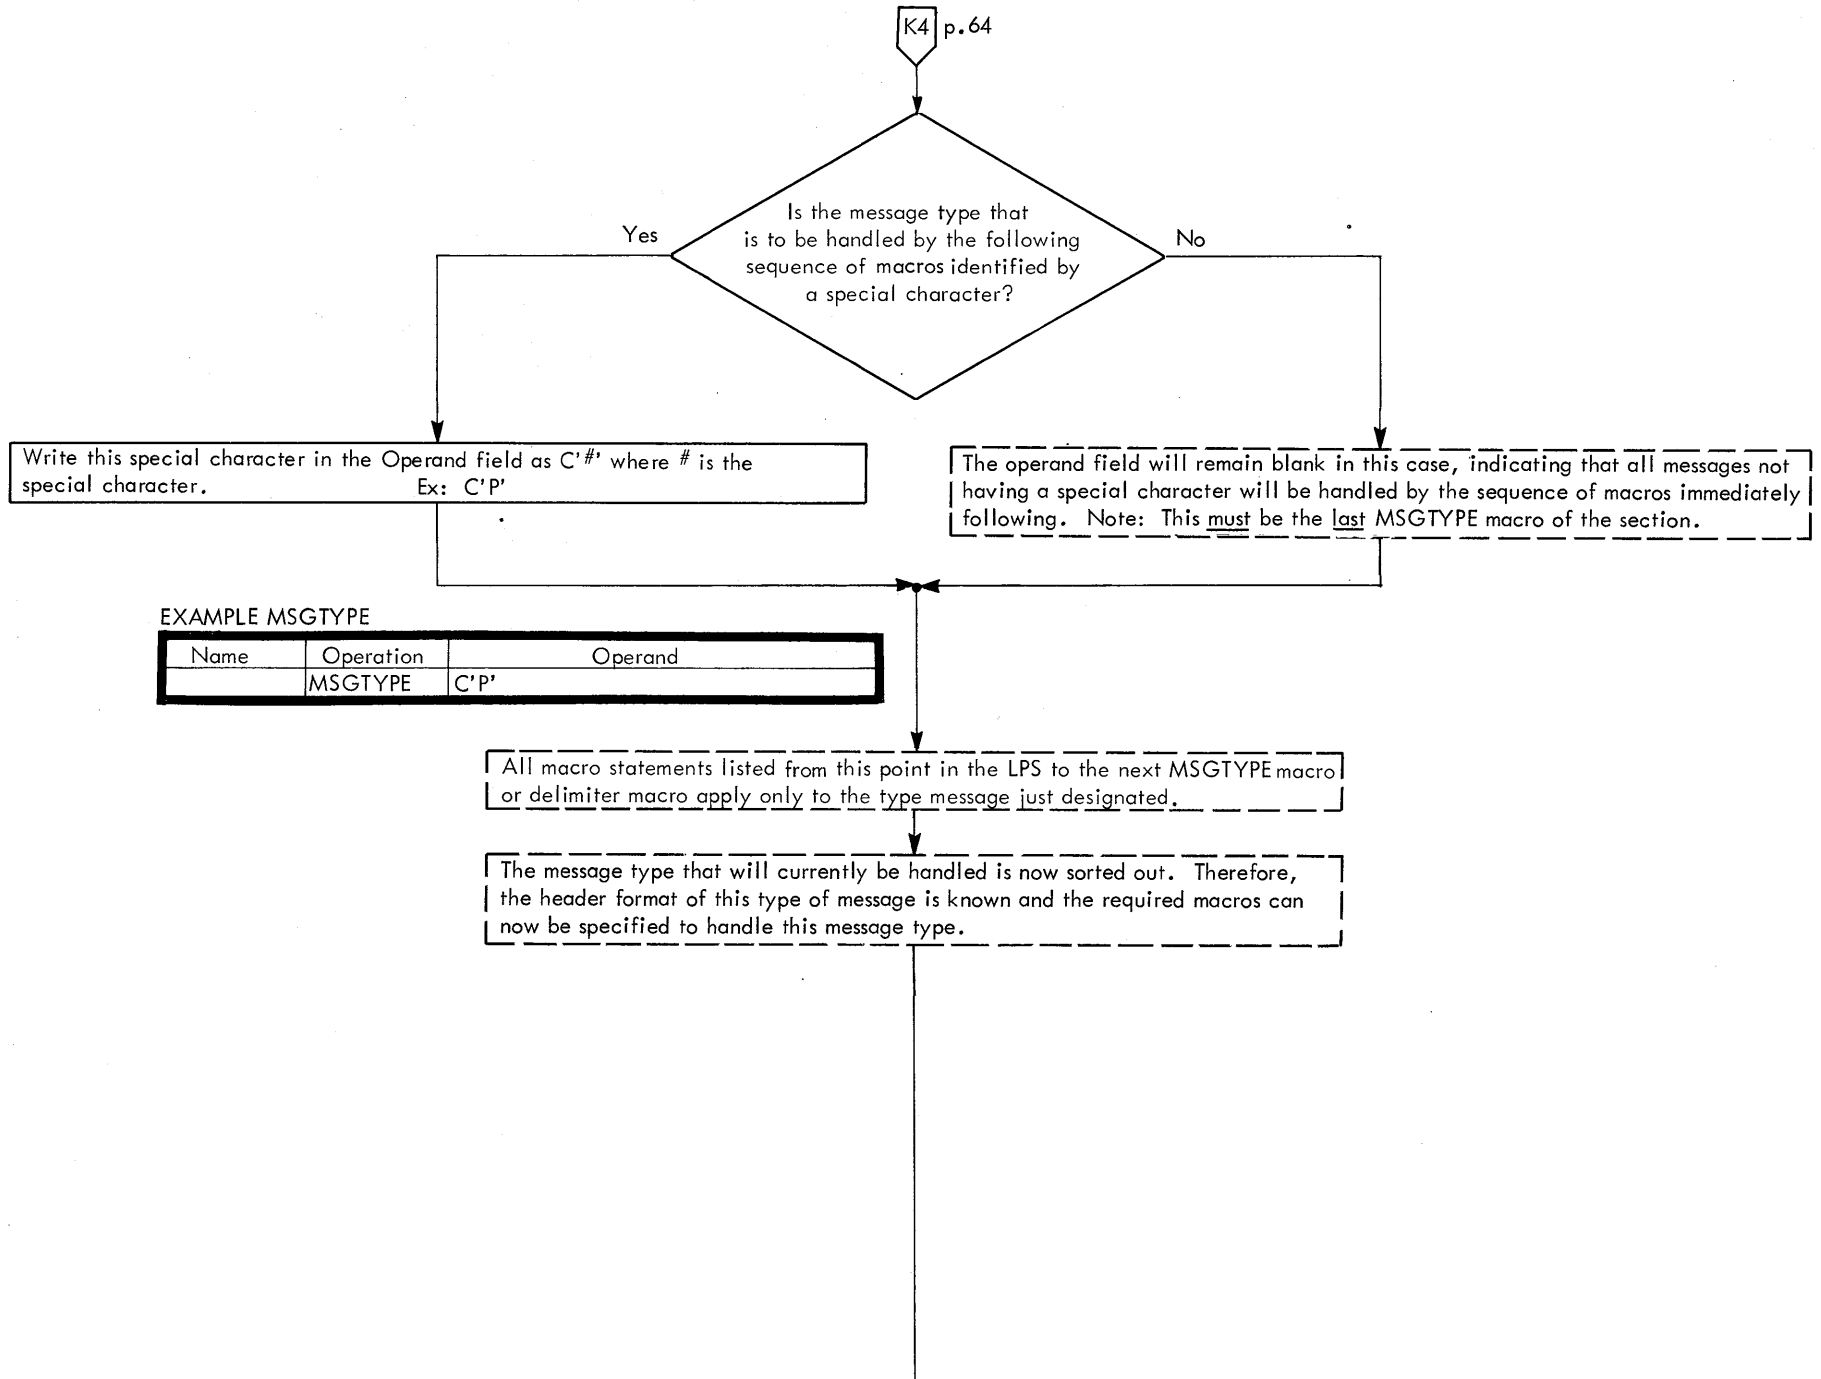 K4 p.64
Is the message type that
is to be handled by the following
sequence of macros identified by
a special character?
Yes
No
Write this special character in the Operand field as C'#' where # is the
special character. Ex: C'P'
The operand field will remain blank in this case, indicating that all messages not
having a special character will be handled by the sequence of macros immediately
following. Note: This must be the last MSGTYPE macro of the section.
EXAMPLE MSGTYPE
Name Operation Operand
MSGTYPE C'P'
All macro statements listed from this point in the LPS to the next MSGTYPE macro
or delimiter macro apply only to the type message just designated.
The message type that will currently be handled is now sorted out. Therefore,
the header format of this type of message is known and the required macros can
now be specified to handle this message type.